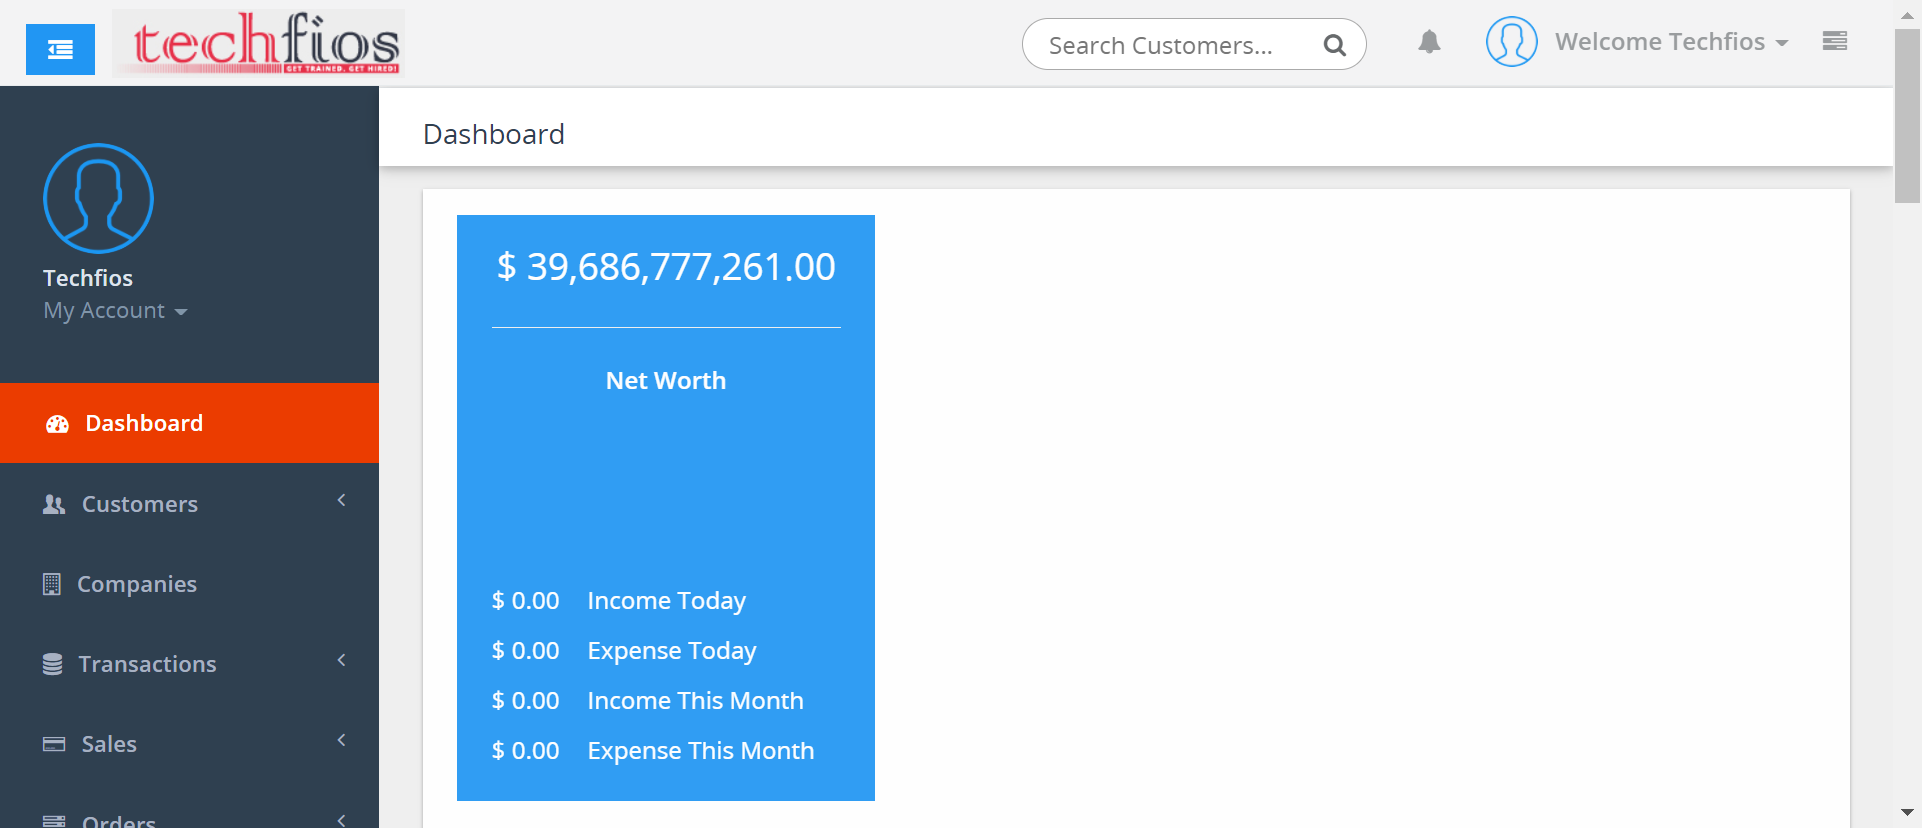 techfios
GET TRAINED. GET HIRED!
Search Customers...
Welcome Techfios
Techfios
My Account
Dashboard
Customers
Companies
Transactions
Sales
Orders
Dashboard
$ 39,686,777,261.00
Net Worth
$ 0.00 Income Today
$ 0.00 Expense Today
$ 0.00 Income This Month
$ 0.00 Expense This Month